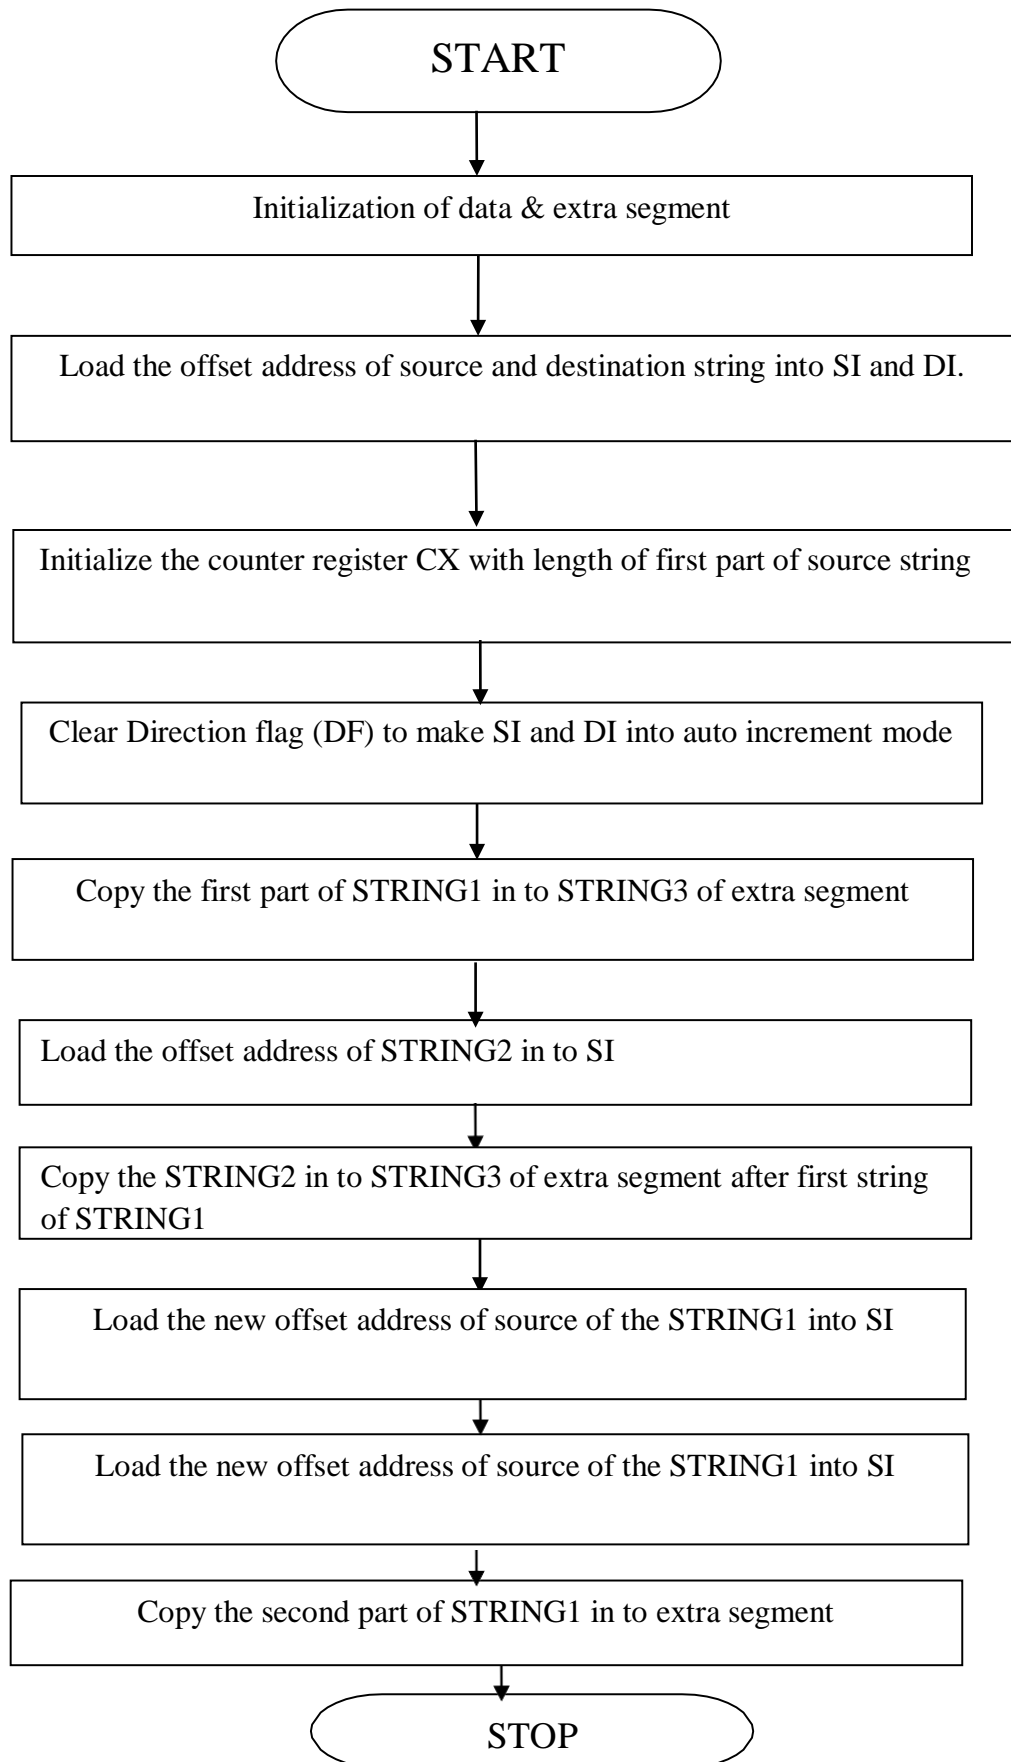 START
Initialization of data & extra segment
Load the offset address of source and destination string into SI and DI.
Initialize the counter register CX with length of first part of source string
Clear Direction flag (DF) to make SI and DI into auto increment mode
Copy the first part of STRING1 in to STRING3 of extra segment
Load the offset address of STRING2 in to SI
Copy the STRING2 in to STRING3 of extra segment after first string
of STRING1
Load the new offset address of source of the STRING1 into SI
Load the new offset address of source of the STRING1 into SI
Copy the second part of STRING1 in to extra segment
STOP